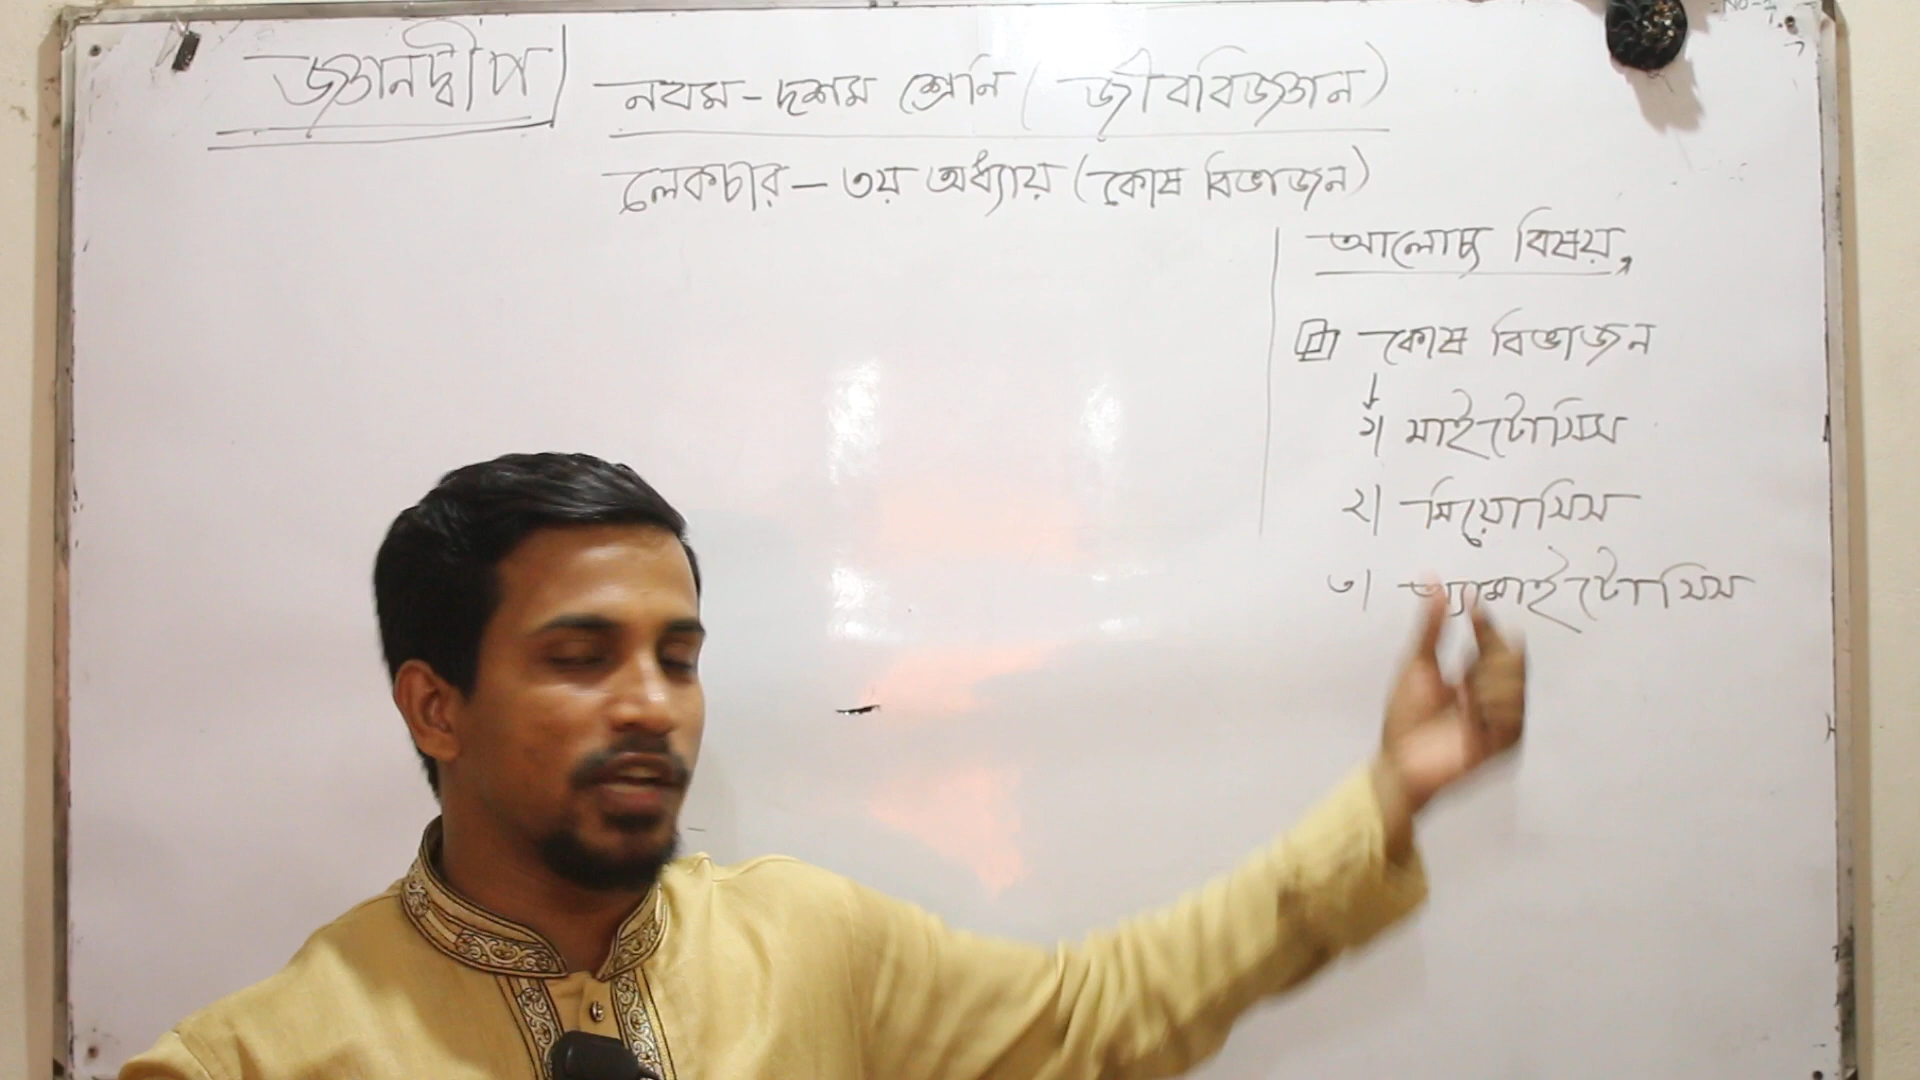 জ্ঞানদ্বীপ
নবম-দশম শ্রেনি (জীববিজ্ঞান)
লেকচার – ৩য় অধ্যায় (কোষ বিভাজন)
আলোচ্য বিষয়,
কোষ বিভাজন
১| মাইটোসিস
২| মিয়োসিস
৩| অ্যামাইটোসিস